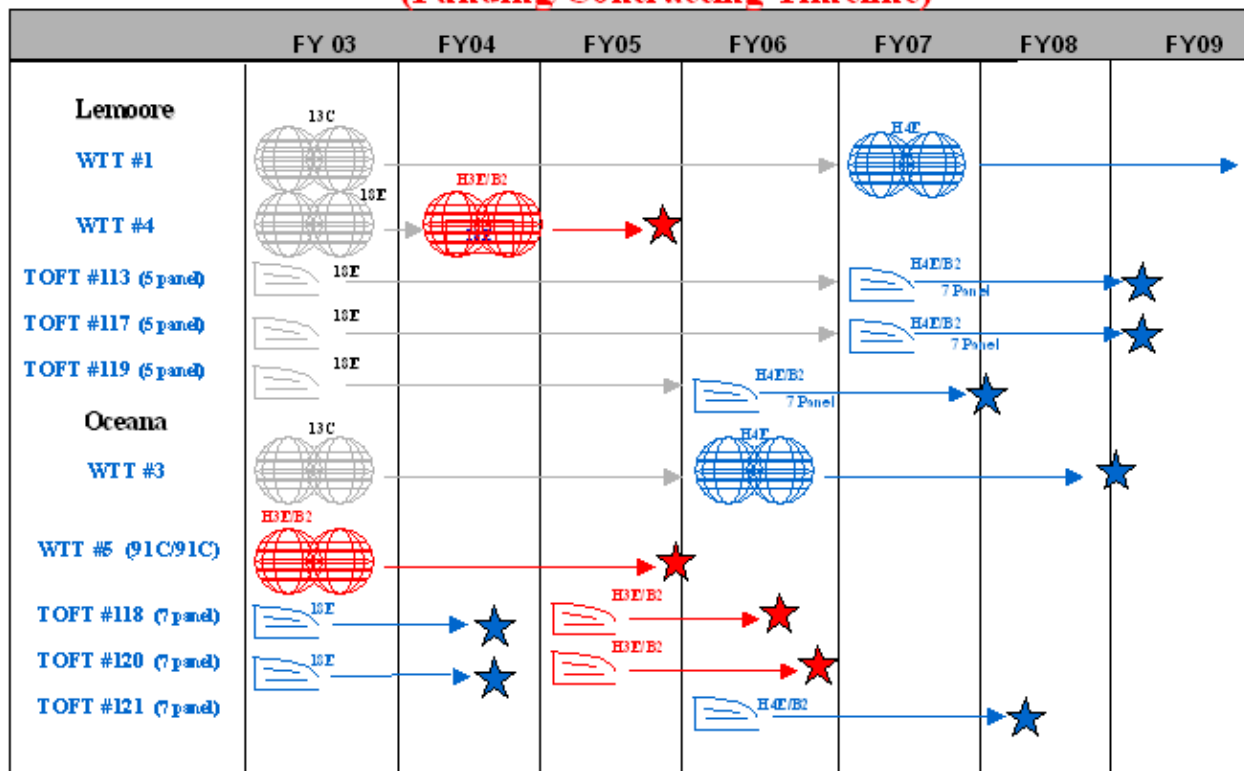 (Funding/Contracting Timeline)
FY 03 FY04 FY05 FY06 FY07 FY08 FY09
Lemoore
13C H4E
WTT #1
18E H3E/B2
WTT #4
TOFT #113 (5 panel) 18E H4E/B2
7 Panel
TOFT #117 (5 panel) 18E H4E/B2
7 Panel
TOFT #119 (5 panel) 18E H4E/B2
7 Panel
Oceana
13C H4E
WTT #3
H3E/B2
WTT #5 (91C/91C)
TOFT #118 (7 panel) 18E H3E/B2
TOFT #120 (7 panel) 18E H3E/B2
TOFT #121 (7 panel) H4E/B2